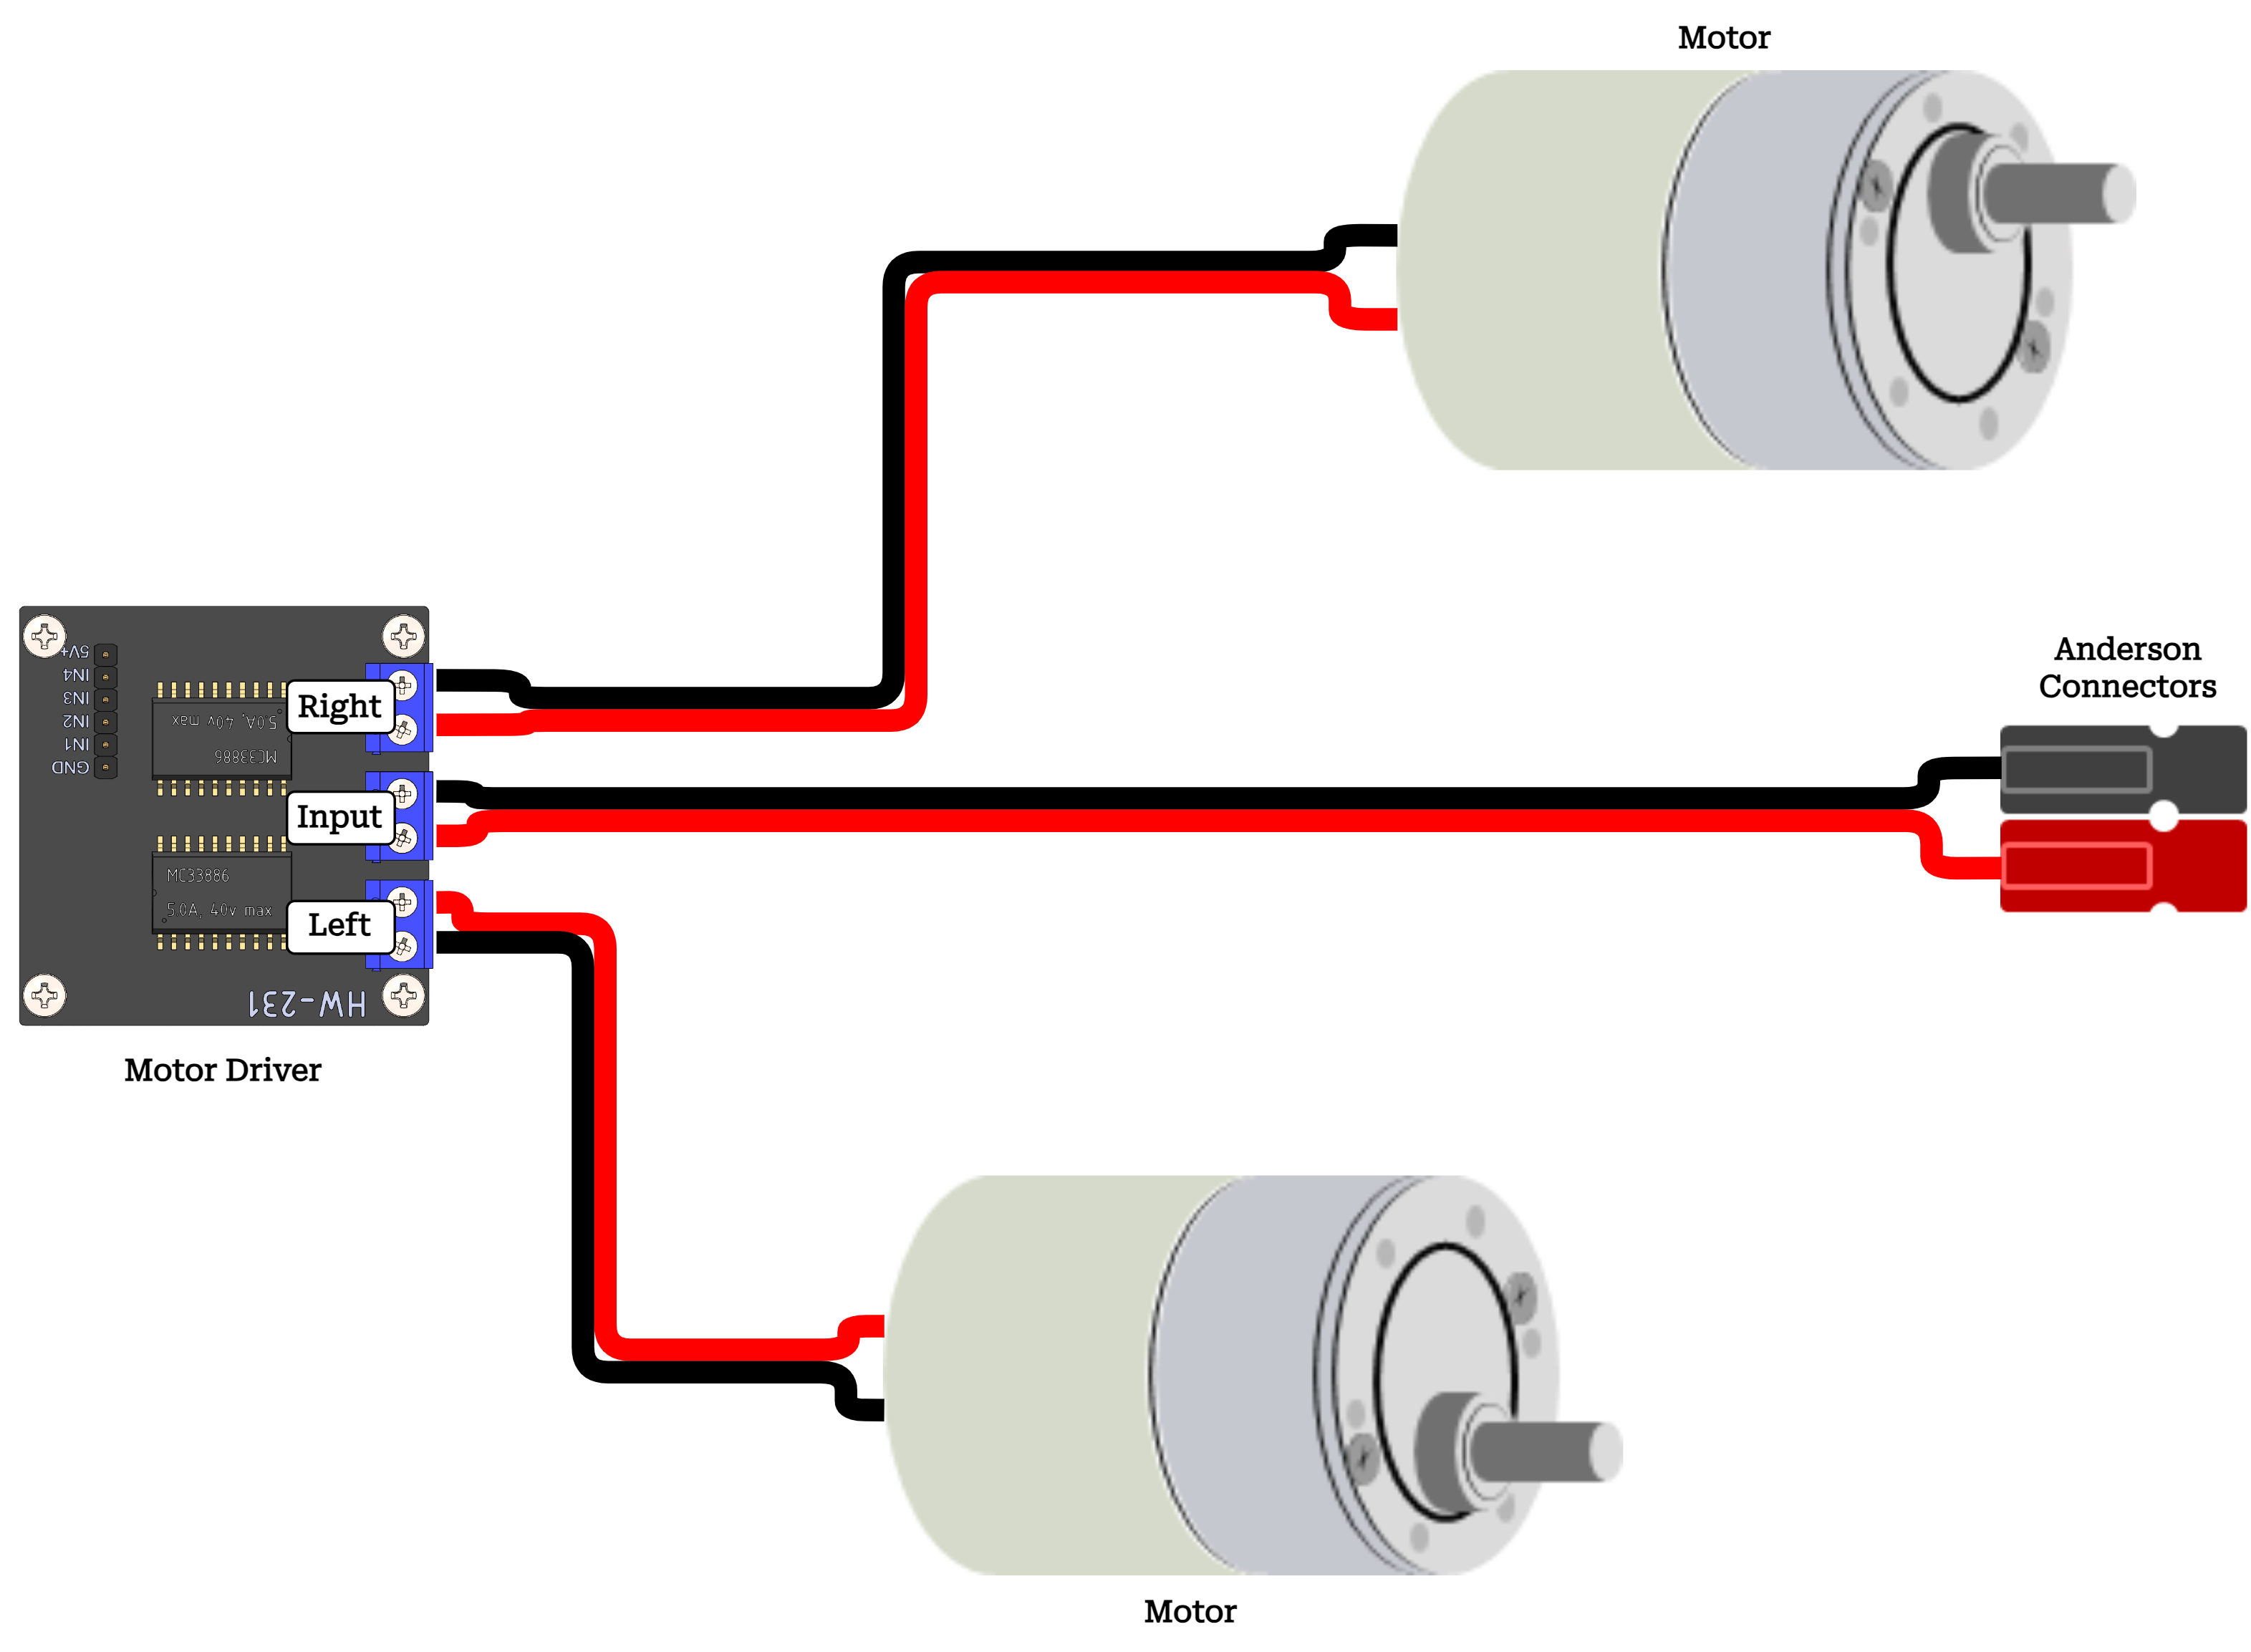 Motor
5V+
IN4
IN3
IN2
IN1
GND
5.0A, 40v max
MC33886
Right
Input
MC33886
5.0A, 40v max
Left
HW-231
Motor Driver
Anderson
Connectors
Motor